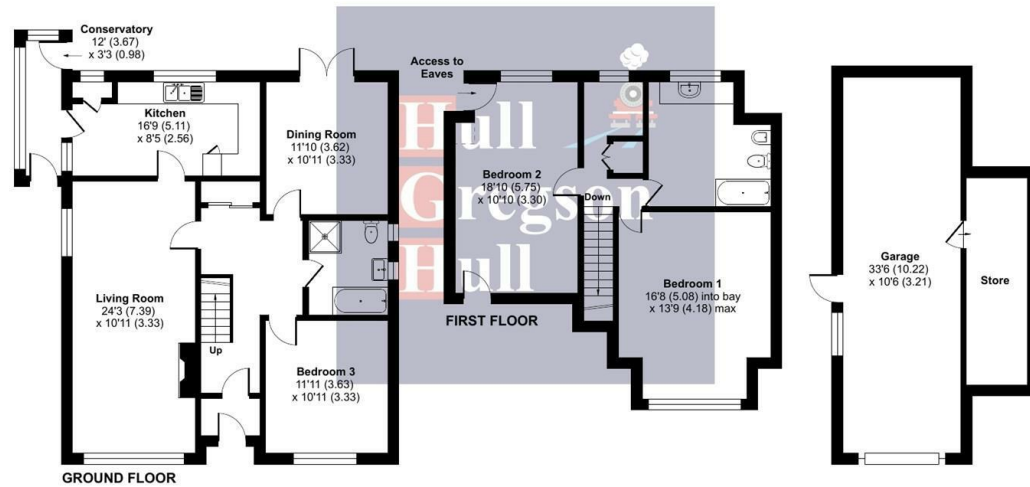 Conservatory
12' (3.67)
x 3'3 (0.98)
Kitchen
16'9 (5.11)
x 8'5 (2.56)
Dining Room
11'10 (3.62)
x 10'11 (3.33)
Living Room
24'3 (7.39)
x 10'11 (3.33)
Up
Bedroom 3
11'11 (3.63)
x 10'11 (3.33)
GROUND FLOOR
Access to
Eaves
Hull
Gregson
Hull
Bedroom 2
18'10 (5.75)
x 10'10 (3.30)
Down
Bedroom 1
16'8 (5.08) into bay
x 13'9 (4.18) max
FIRST FLOOR
Garage
33'6 (10.22)
x 10'6 (3.21)
Store